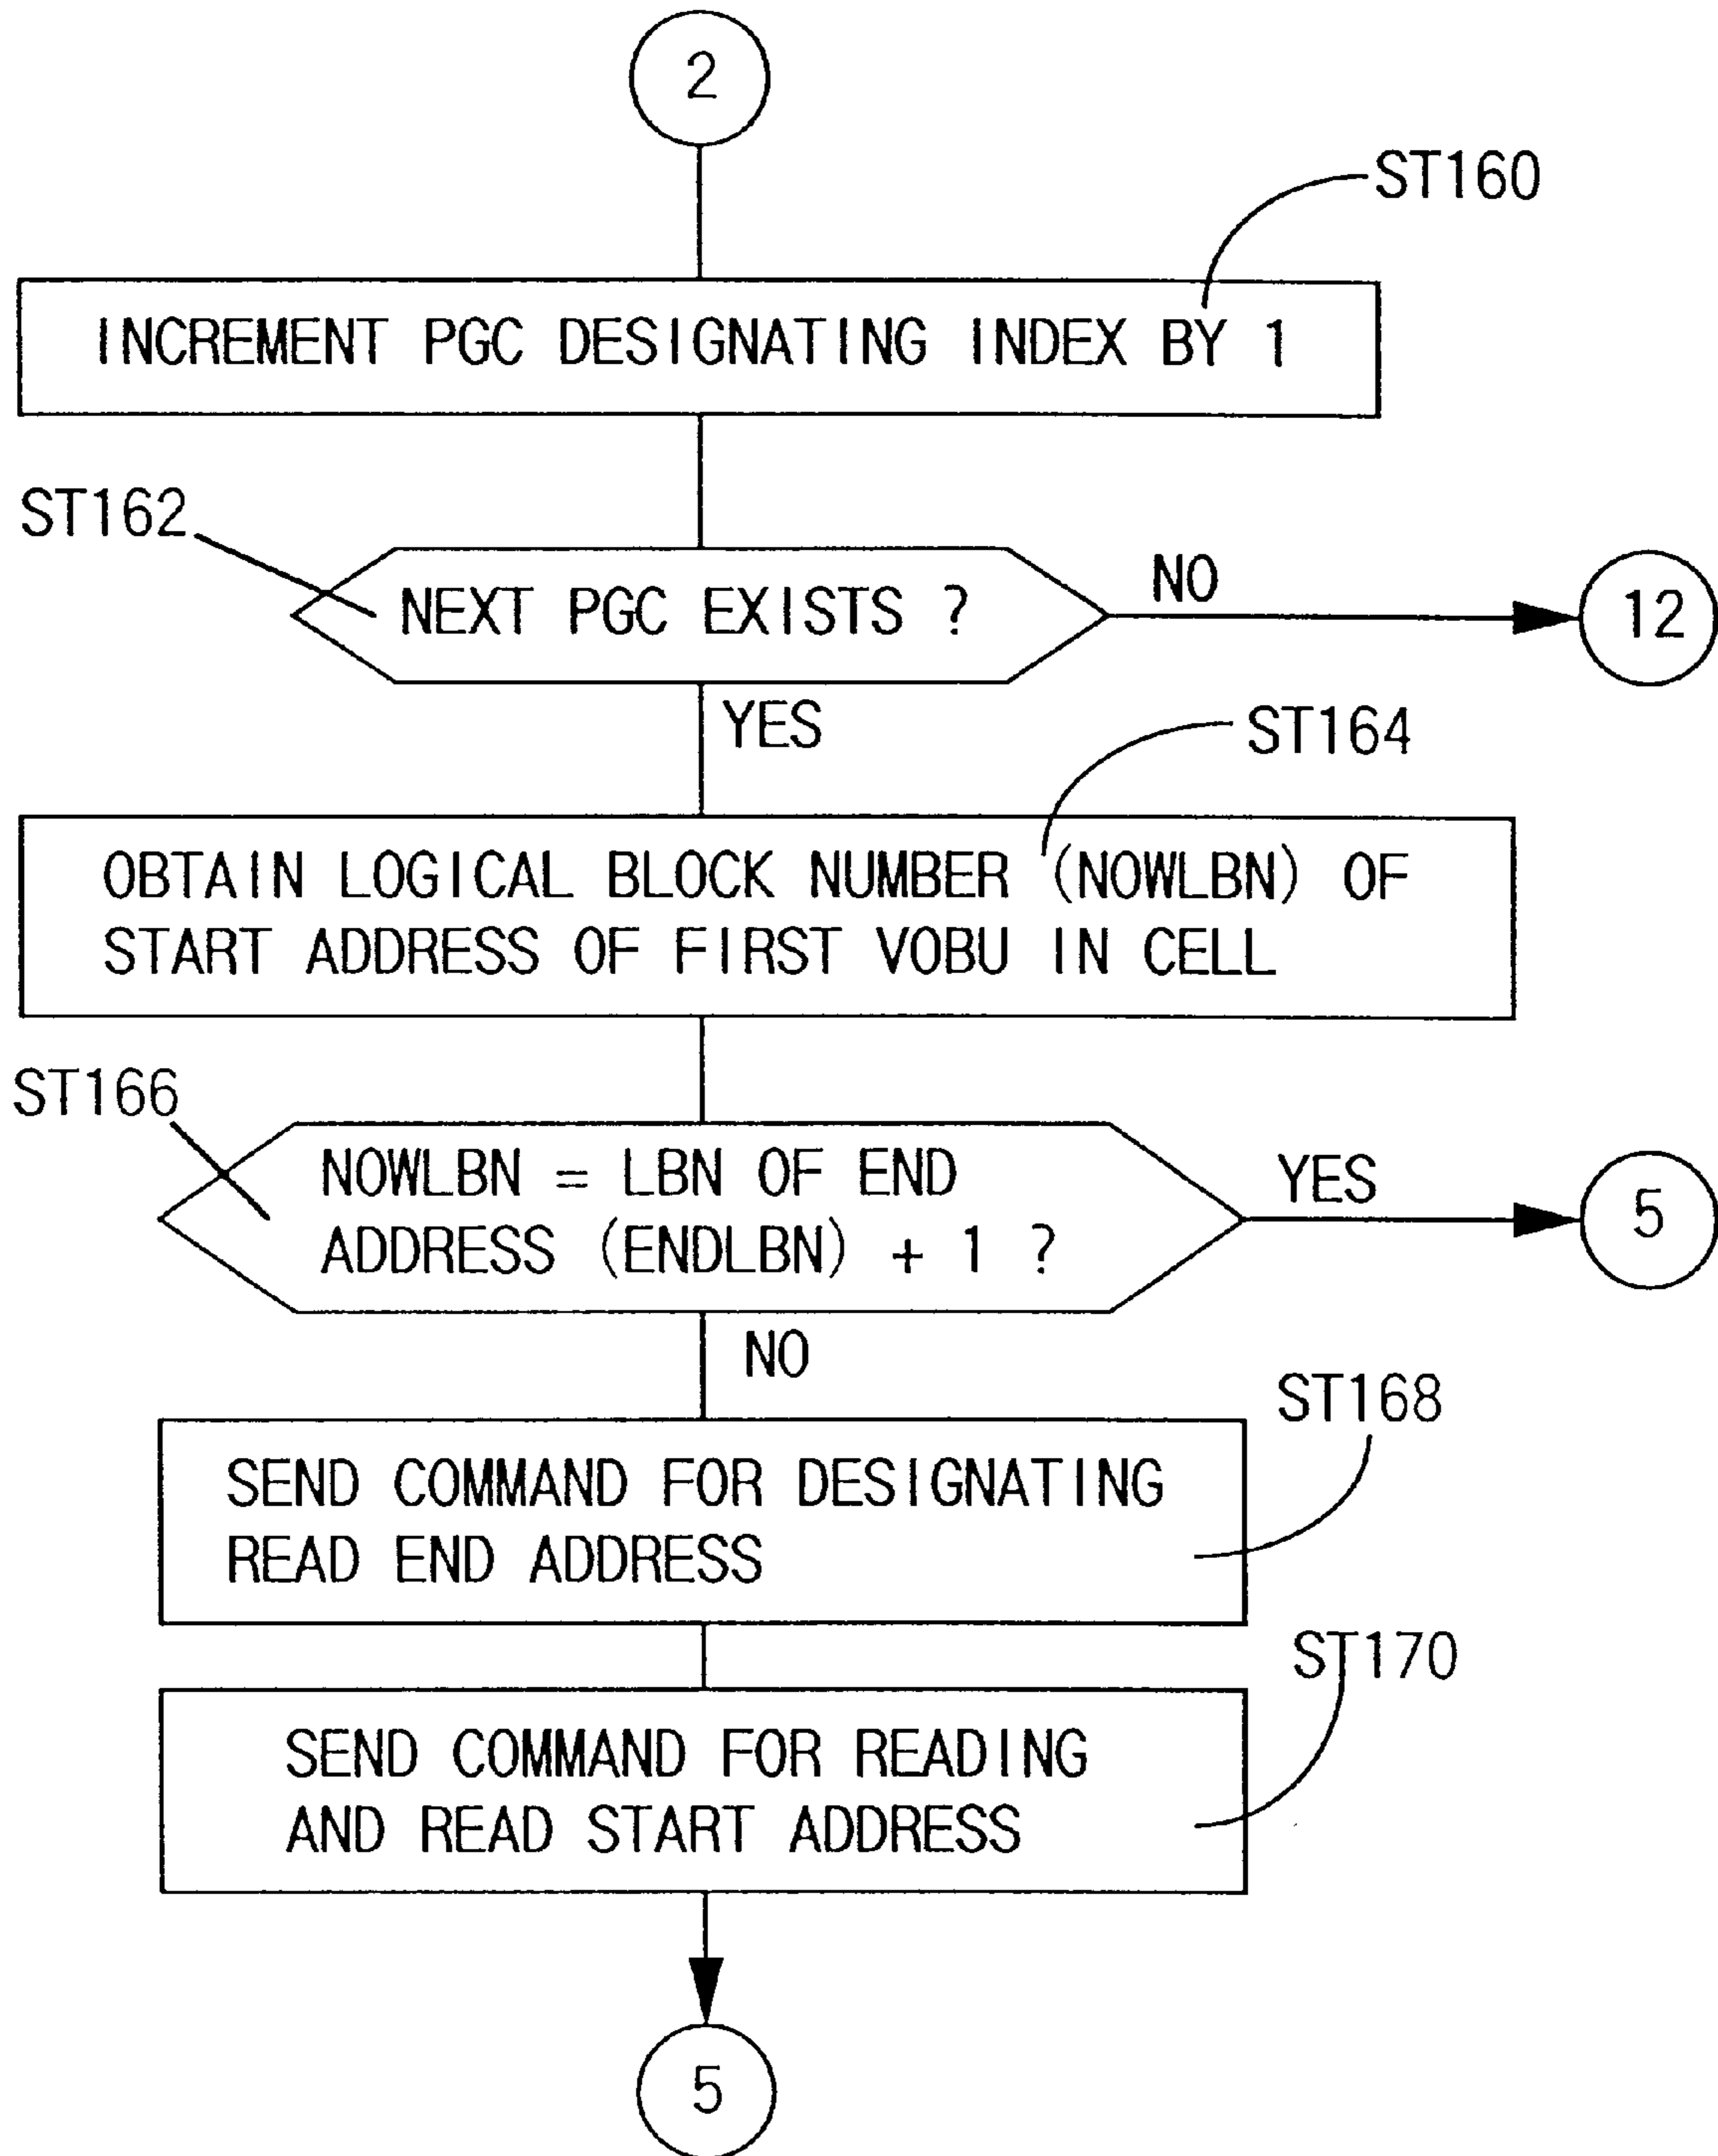 2
ST160
INCREMENT PGC DESIGNATING INDEX BY 1
ST162
NEXT PGC EXISTS ?
NO
12
YES
ST164
OBTAIN LOGICAL BLOCK NUMBER (NOWLBN) OF
START ADDRESS OF FIRST VOBU IN CELL
ST166
NOWLBN = LBN OF END
ADDRESS (ENDLBN) + 1 ?
YES
5
NO
ST168
SEND COMMAND FOR DESIGNATING
READ END ADDRESS
ST170
SEND COMMAND FOR READING
AND READ START ADDRESS
5